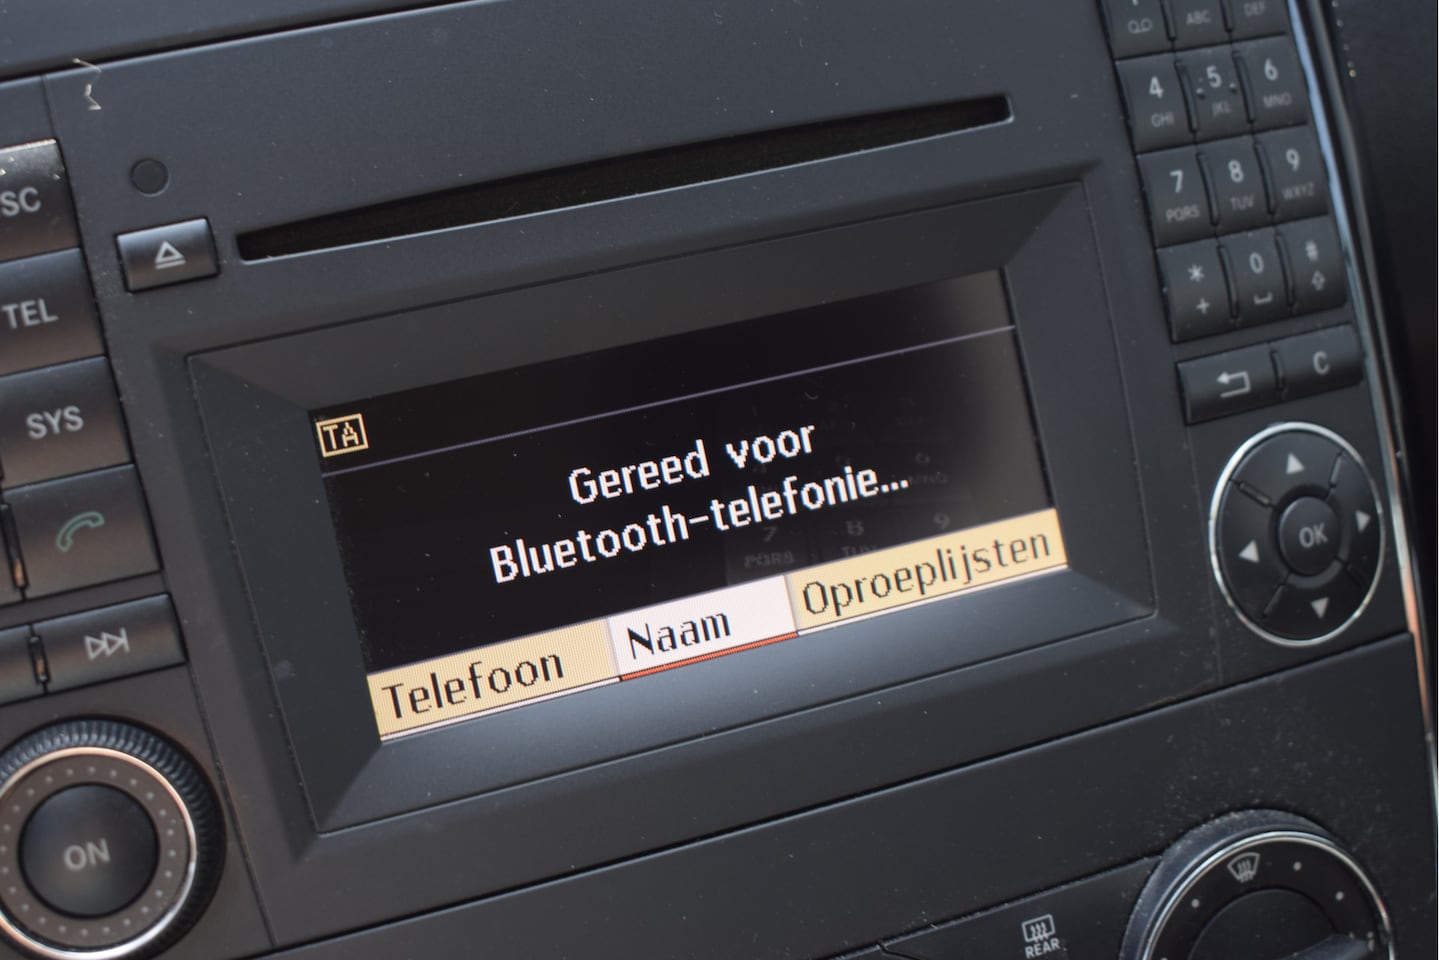 ABC
DEF
4
GHI
5
JKL
6
MNO
7
PQRS
8
TUV
9
WXYZ
*
+
0
#
C
OK
SC
TEL
SYS
ON
TA
Gereed voor
Bluetooth-telefonie...
Telefoon Naam Oproeplijsten
REAR